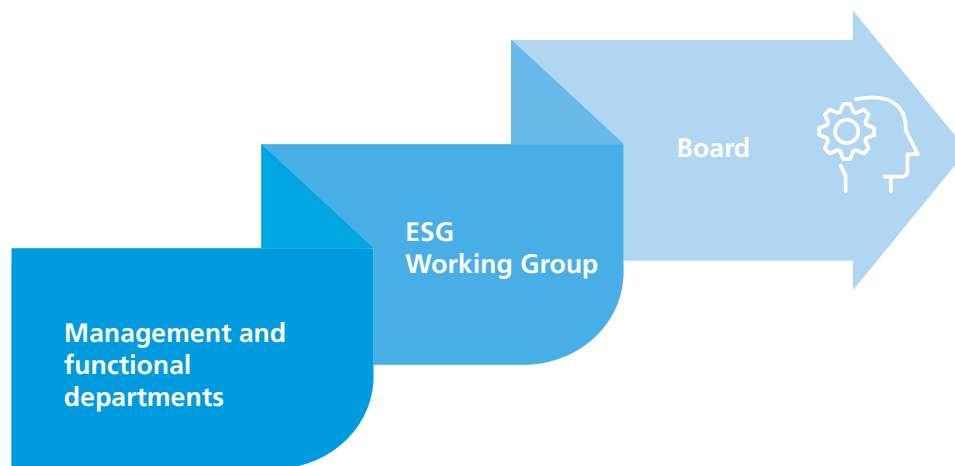 Board
ESG
Working Group
Management and
functional
departments